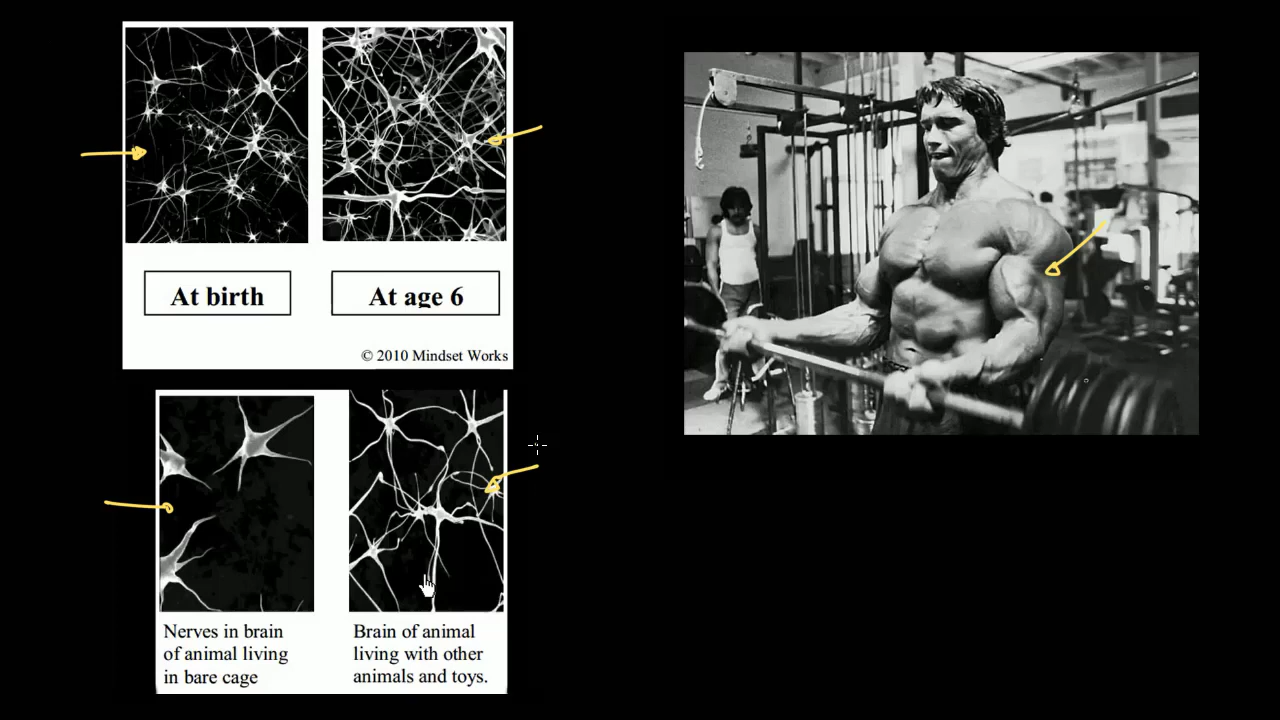 At birth
At age 6
© 2010 Mindset Works
Nerves in brain
of animal living
in bare cage
Brain of animal
living with other
animals and toys.